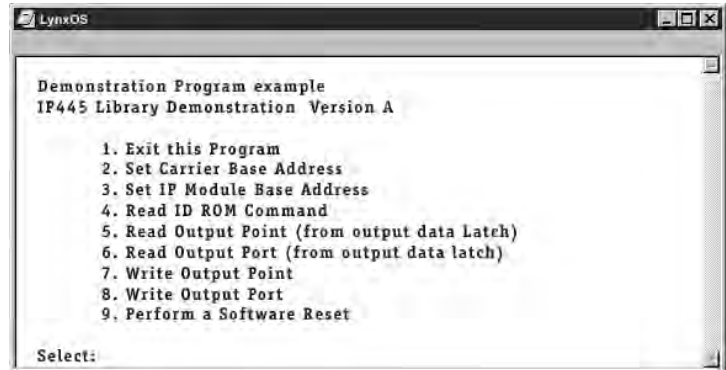 LynxOS
Demonstration Program example
IP445 Library Demonstration Version A
1. Exit this Program
2. Set Carrier Base Address
3. Set IP Module Base Address
4. Read ID ROM Command
5. Read Output Point (from output data Latch)
6. Read Output Port (from output data latch)
7. Write Output Point
8. Write Output Port
9. Perform a Software Reset
Select: